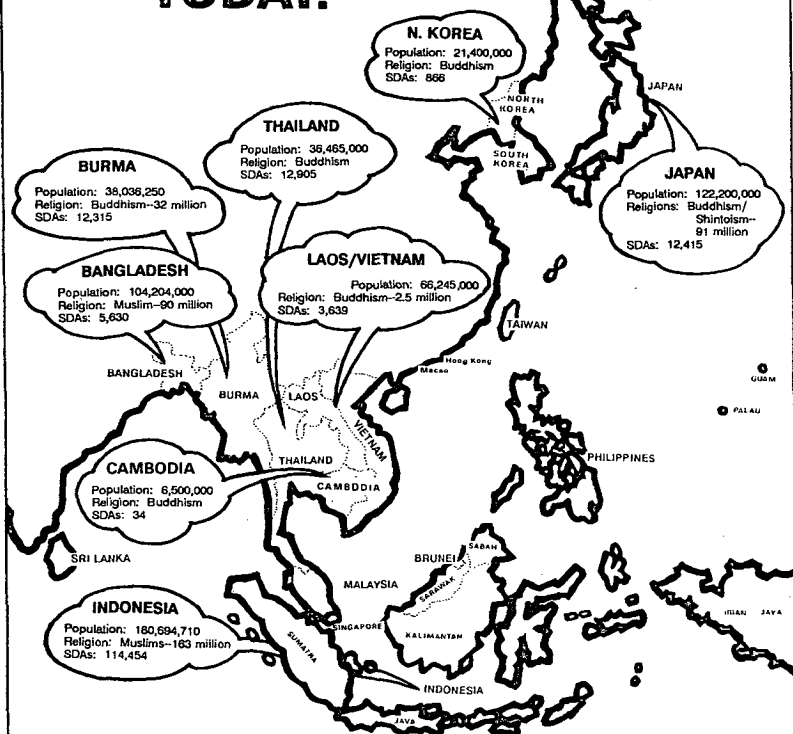 TODAY.
N. KOREA
Population: 21,400,000
Religion: Buddhism
SDAs: 866
NORTH
KOREA
SOUTH
KOREA
JAPAN
THAILAND
Population: 36,465,000
Religion: Buddhism
SDAs: 12,905
BURMA
Population: 38,036,250
Religion: Buddhism--32 million
SDAs: 12,315
JAPAN
Population: 122,200,000
Religions: Buddhism/
Shintoism--
91 million
SDAs: 12,415
BANGLADESH
Population: 104,204,000
Religion: Muslim--90 million
SDAs: 5,630
LAOS/VIETNAM
Population: 66,245,000
Religion: Buddhism--2.5 million
SDAs: 3,639
TAIWAN
Hong Kong
Macao
BANGLADESH
BURMA
LAOS
VIETNAM
GUAM
PALAU
THAILAND
CAMBODIA
PHILIPPINES
CAMBODIA
Population: 6,500,000
Religion: Buddhism
SDAs: 34
SRI LANKA
BRUNEI
SABAH
MALAYSIA
SARAWAK
INDONESIA
Population: 180,694,710
Religion: Muslims--163 million
SDAs: 114,454
SINGAPORE
KALIMANTAN
IRIAN JAYA
SUMATRA
INDONESIA
JAVA